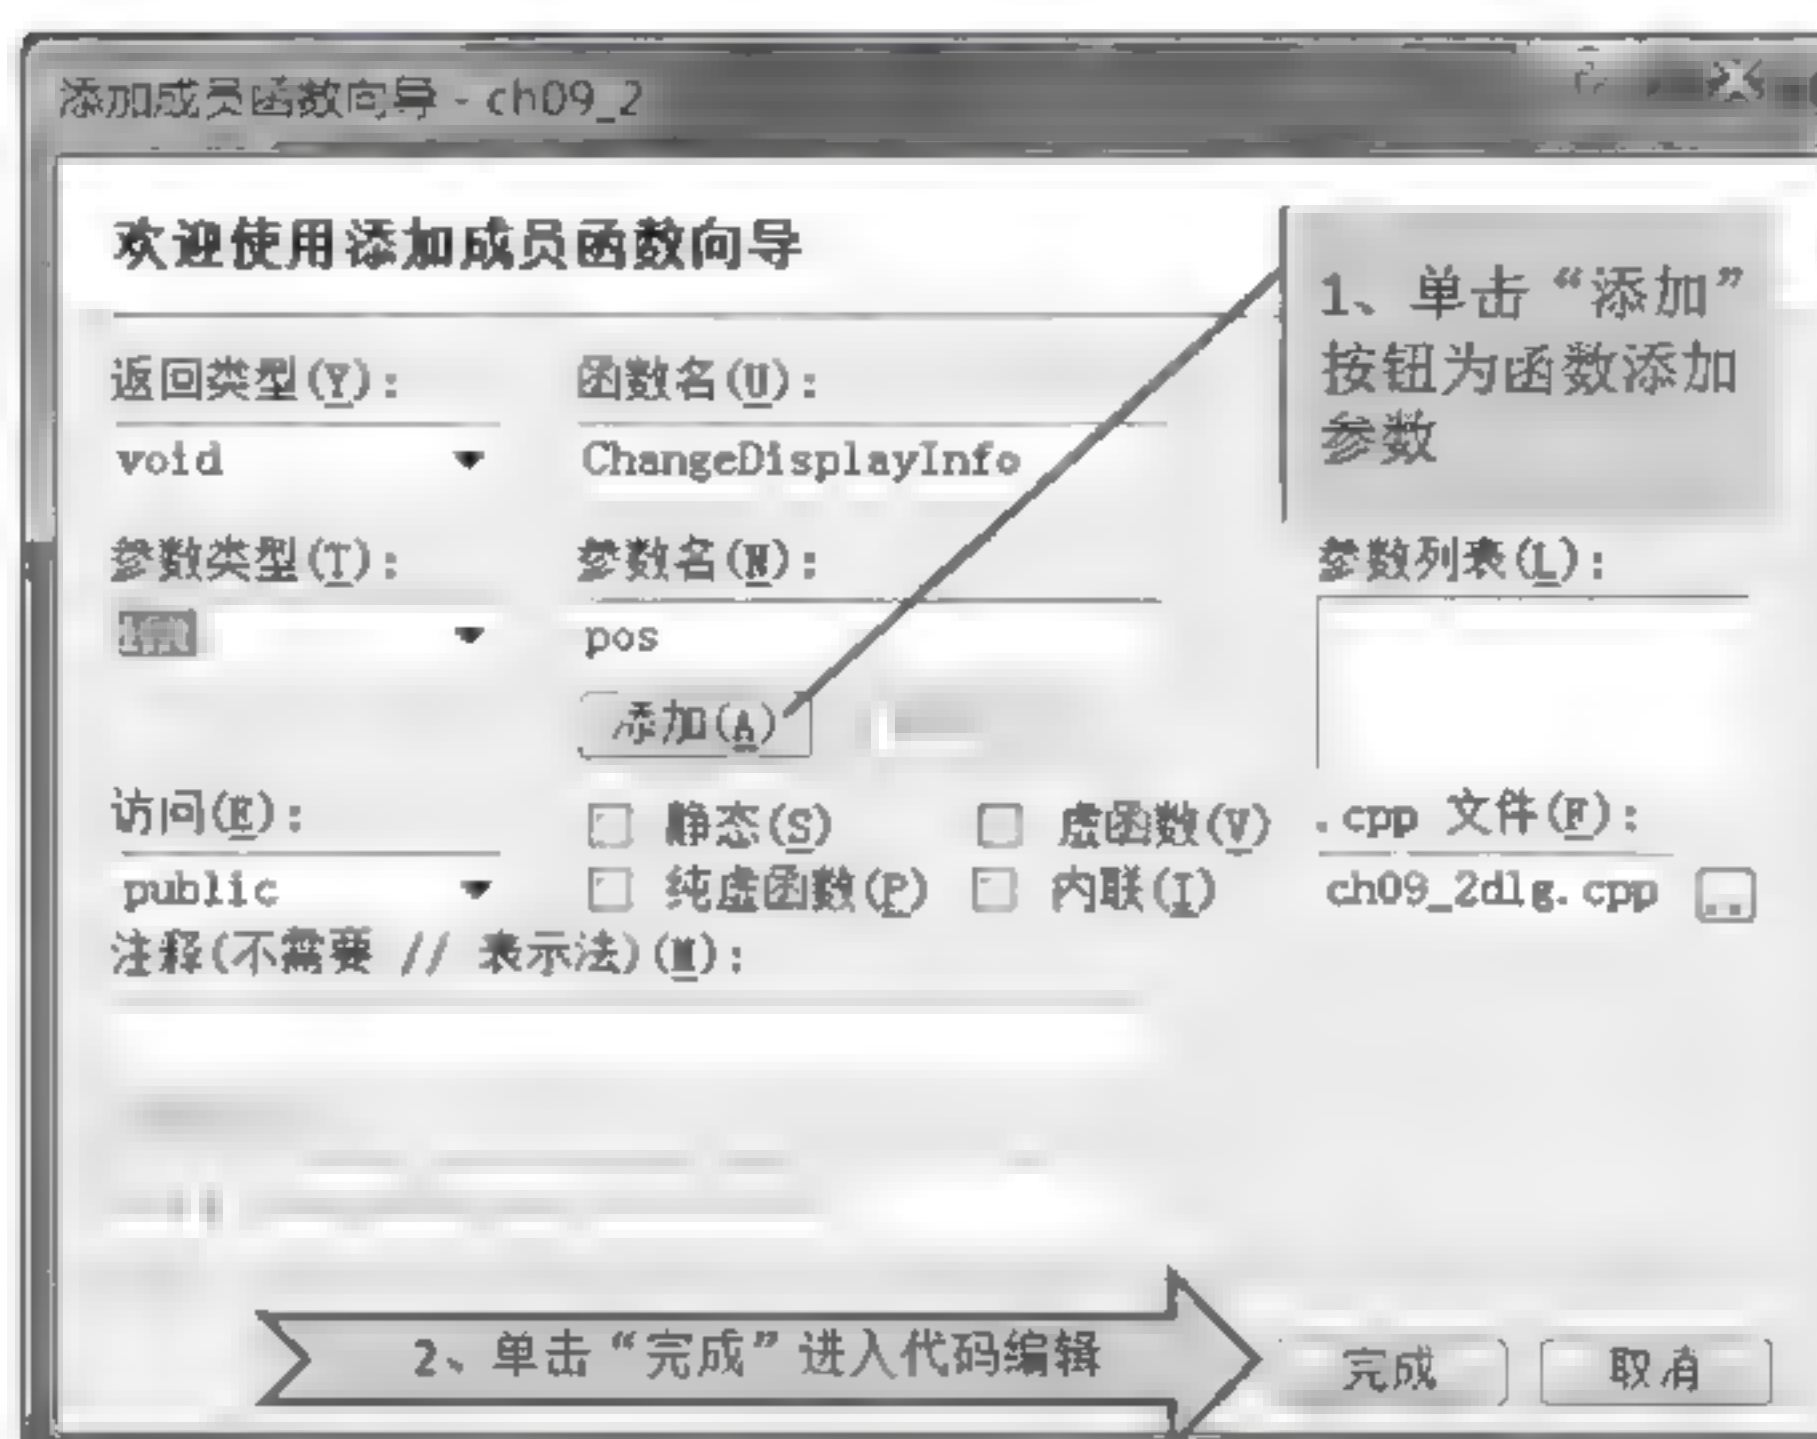 添加成员函数向导 - ch09_2
欢迎使用添加成员函数向导
1、单击“添加”
按钮为函数添加
参数
返回类型(Y):
函数名(U):
void
ChangeDisplayInfo
参数类型(T):
参数名(N):
参数列表(L):
int
pos
添加(A)
访问(E):
静态(S)
虚函数(V)
.cpp 文件(F):
public
纯虚函数(P)
内联(I)
ch09_2dlg.cpp
注释(不需要 // 表示法)(M):
2、单击“完成”进入代码编辑
完成
取消